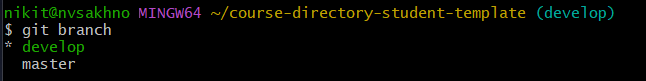 nikit@nvsakhno MINGW64 ~/course-directory-student-template (develop)
$ git branch
* develop
  master